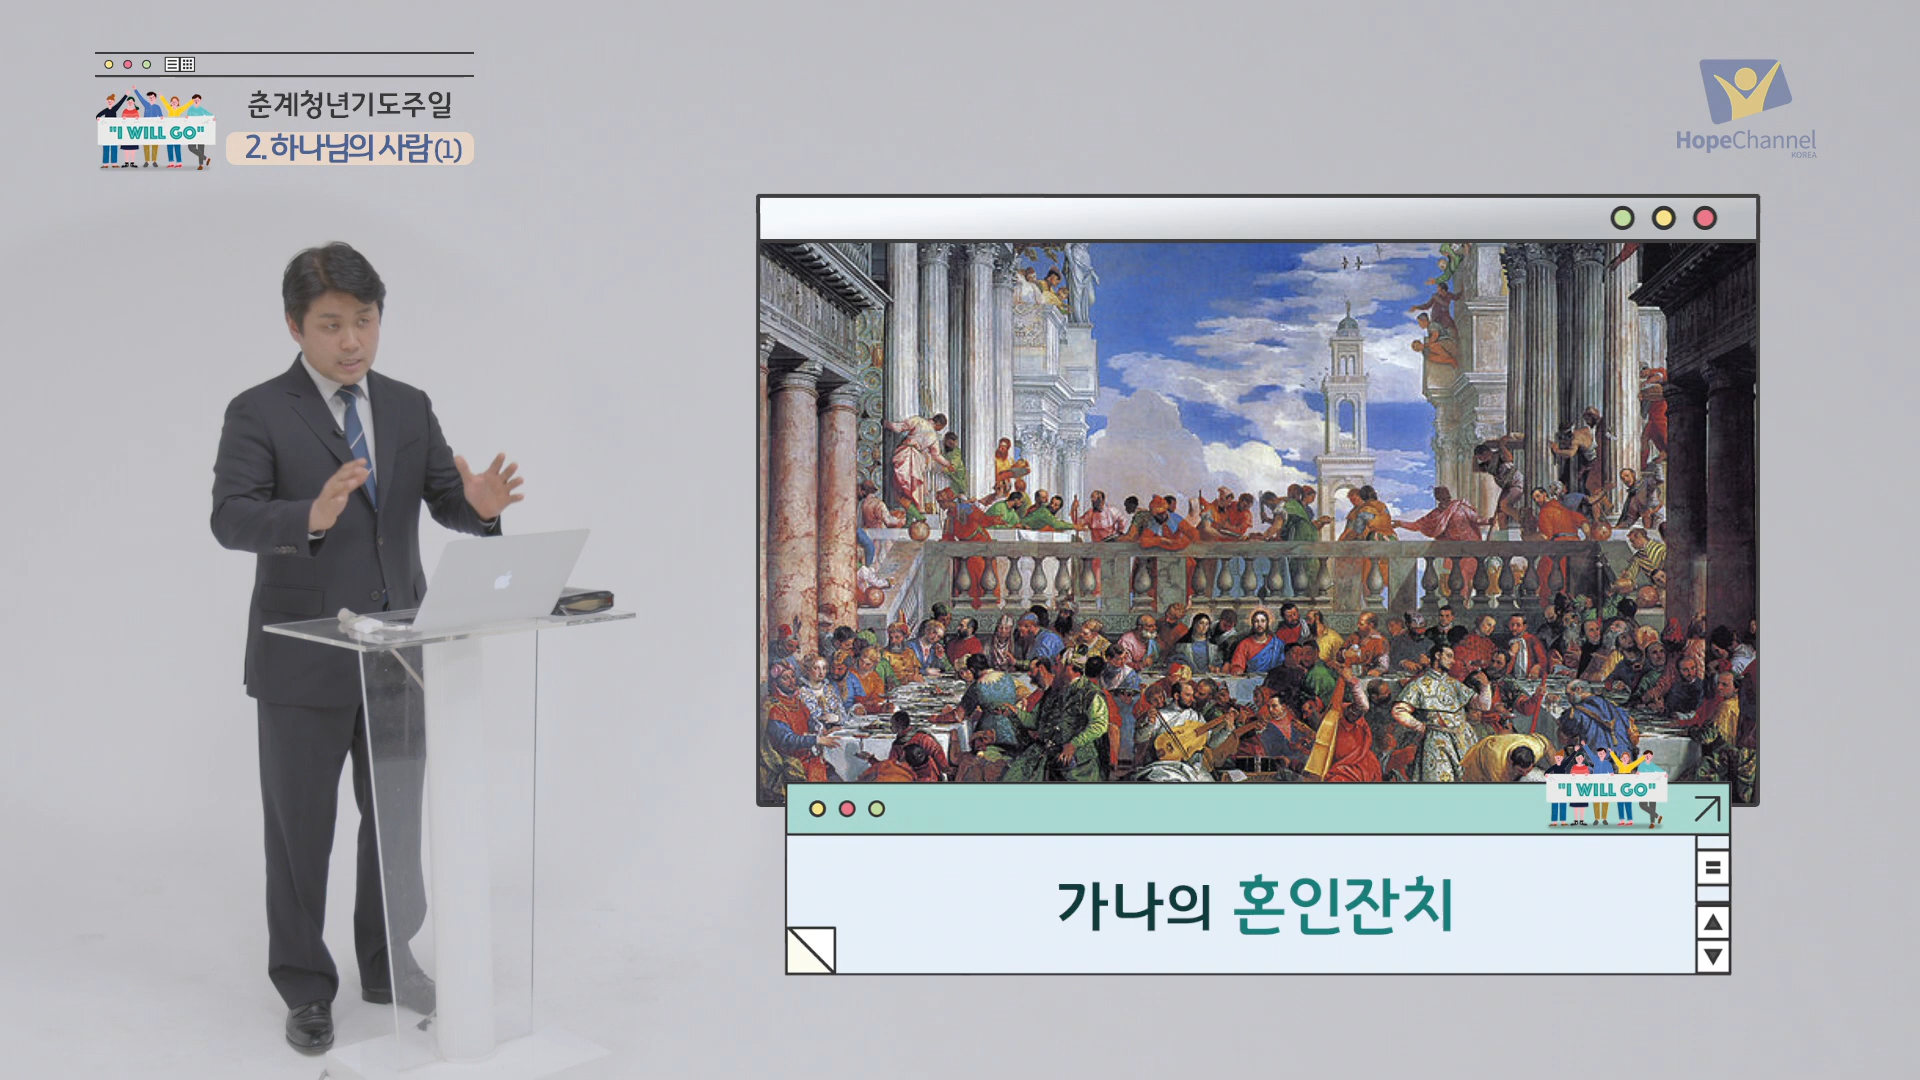 춘계청년기도주일
"I WILL GO"
2. 하나님의 사람(1)
HopeChannel
KOREA
"I WILL GO"
가나의 혼인잔치